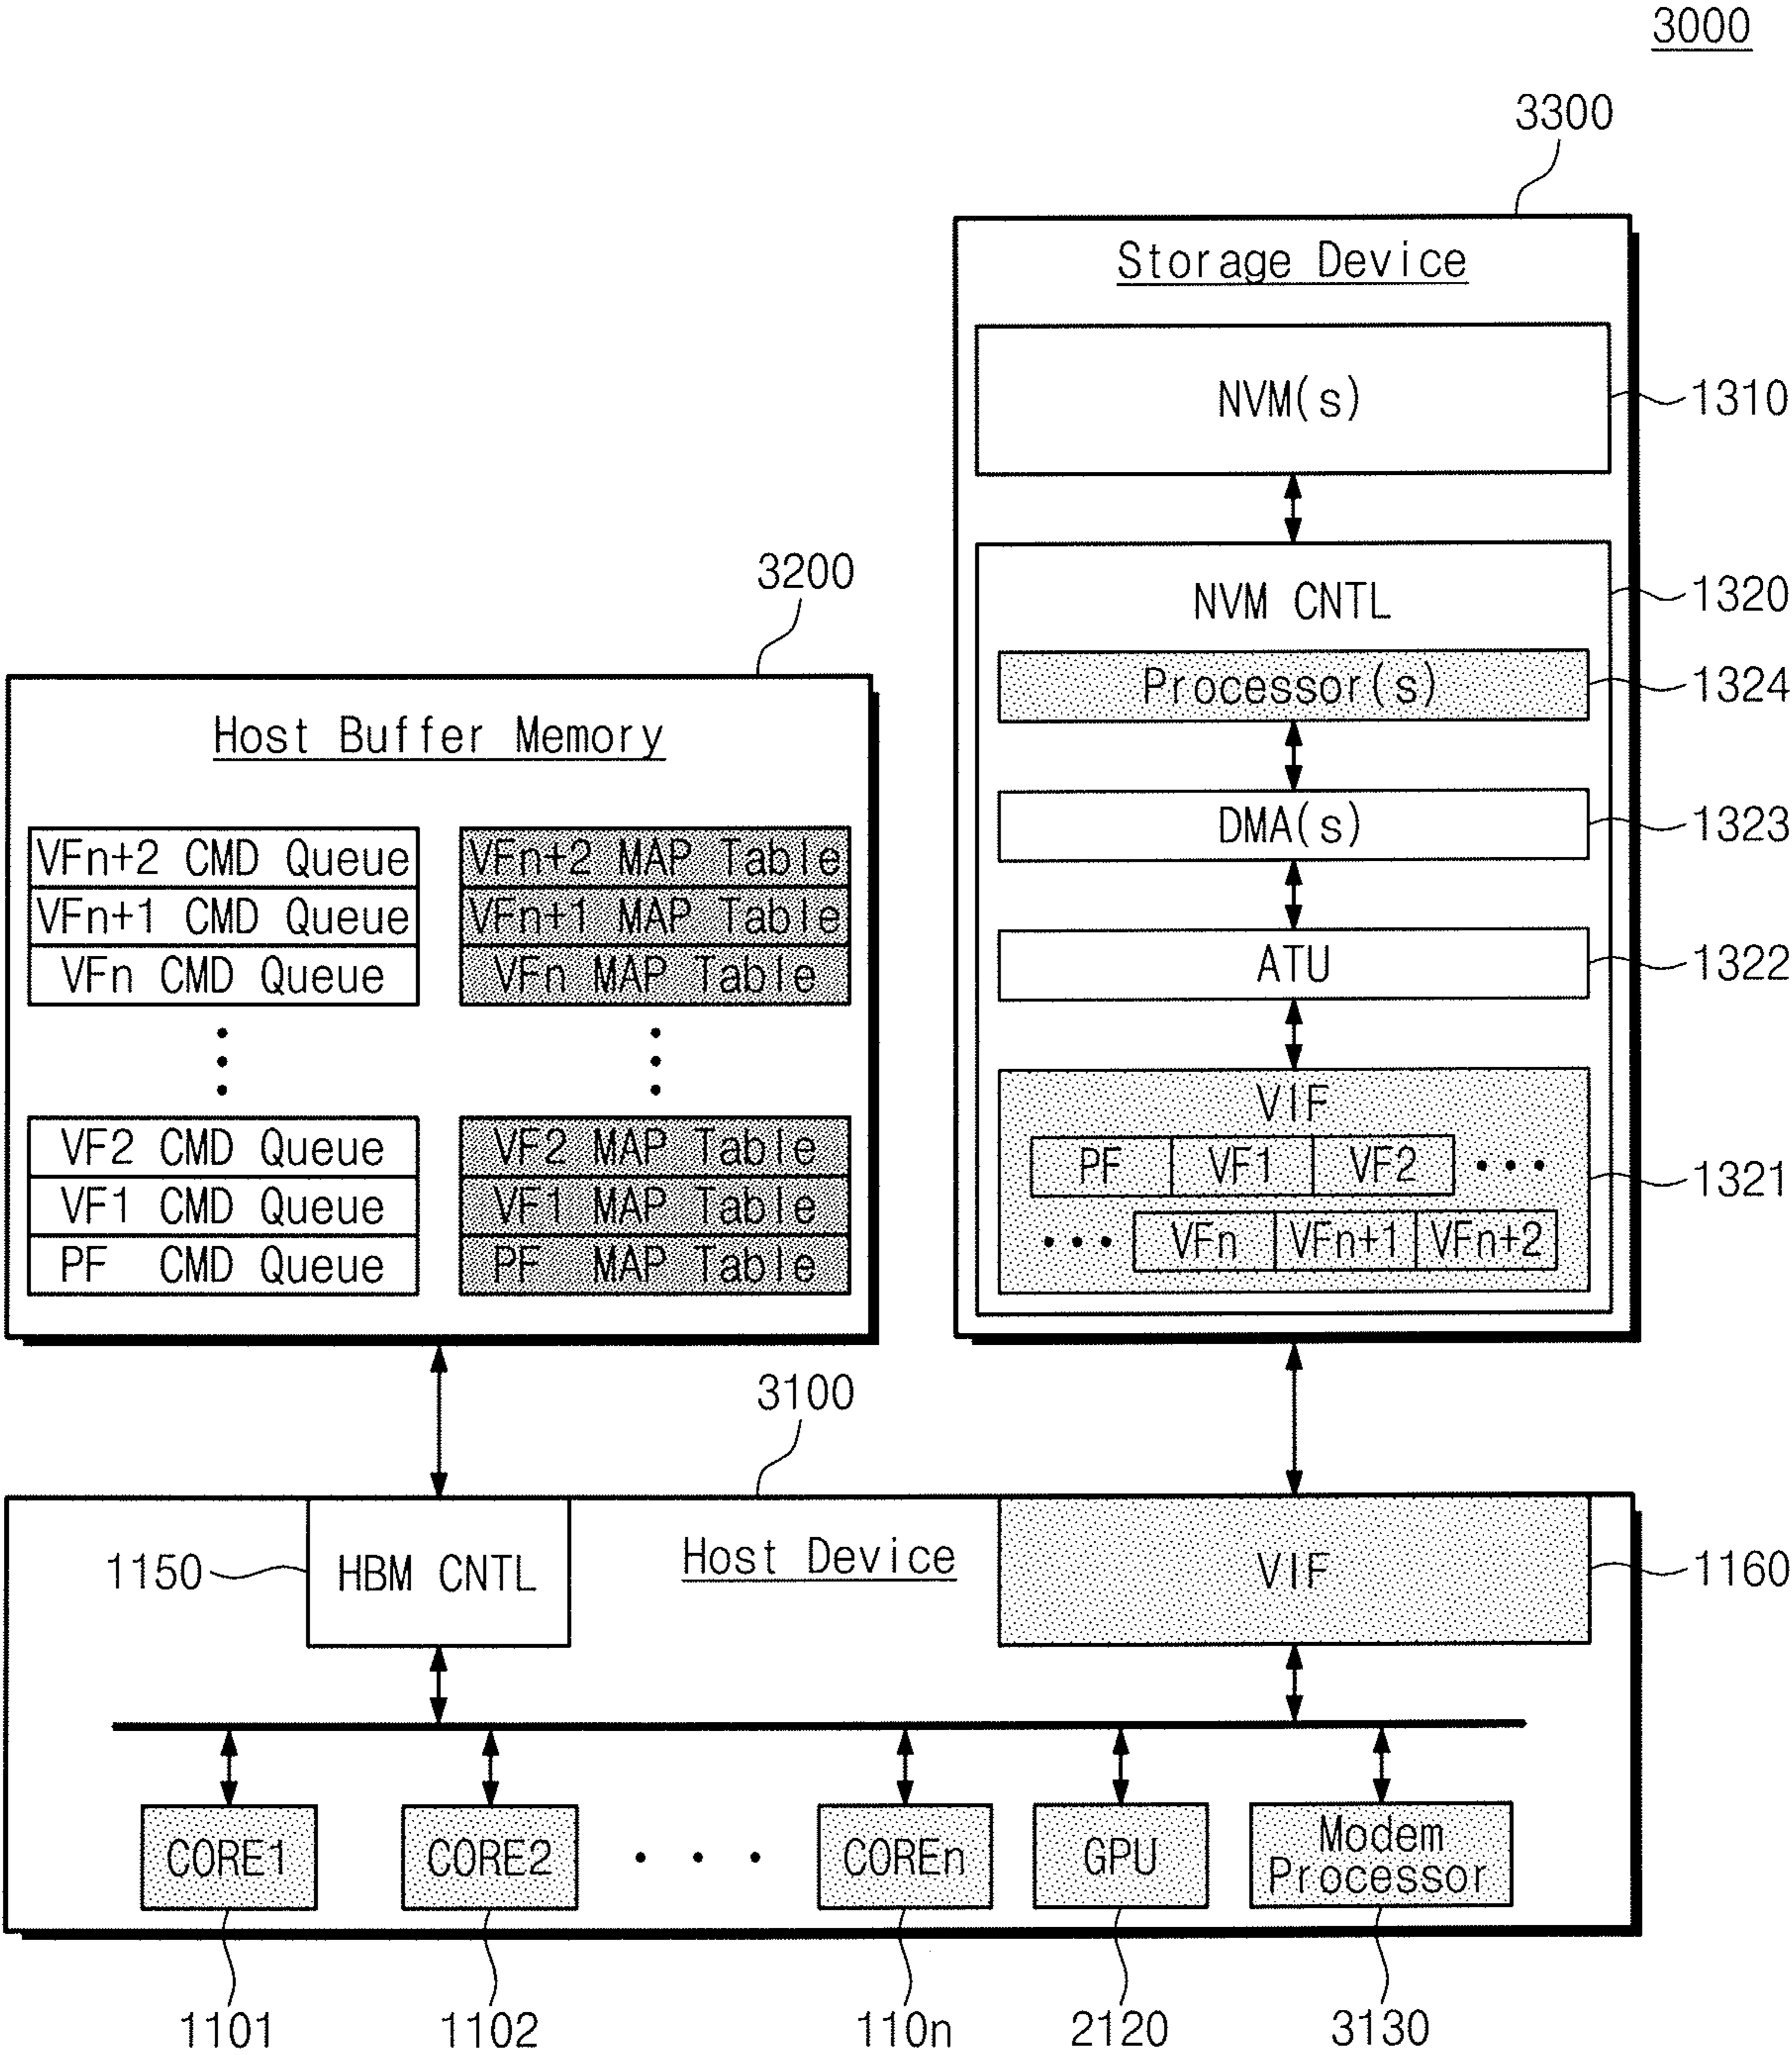 3000
3300
Storage Device
NVM(s)
1310
3200
NVM CNTL
1320
Processor(s)
1324
Host Buffer Memory
DMA(s)
1323
VFn+2 CMD Queue
VFn+2 MAP Table
VFn+1 CMD Queue
VFn+1 MAP Table
VFn CMD Queue
VFn MAP Table
ATU
1322
VF2 CMD Queue
VF2 MAP Table
VF1 CMD Queue
VF1 MAP Table
PF CMD Queue
PF MAP Table
VIF
PF VF1 VF2 • • •
• • • VFn VFn+1 VFn+2
1321
3100
1150
HBM CNTL
Host Device
VIF
1160
CORE1
CORE2
• • •
COREn
GPU
Modem
Processor
1101
1102
110n
2120
3130